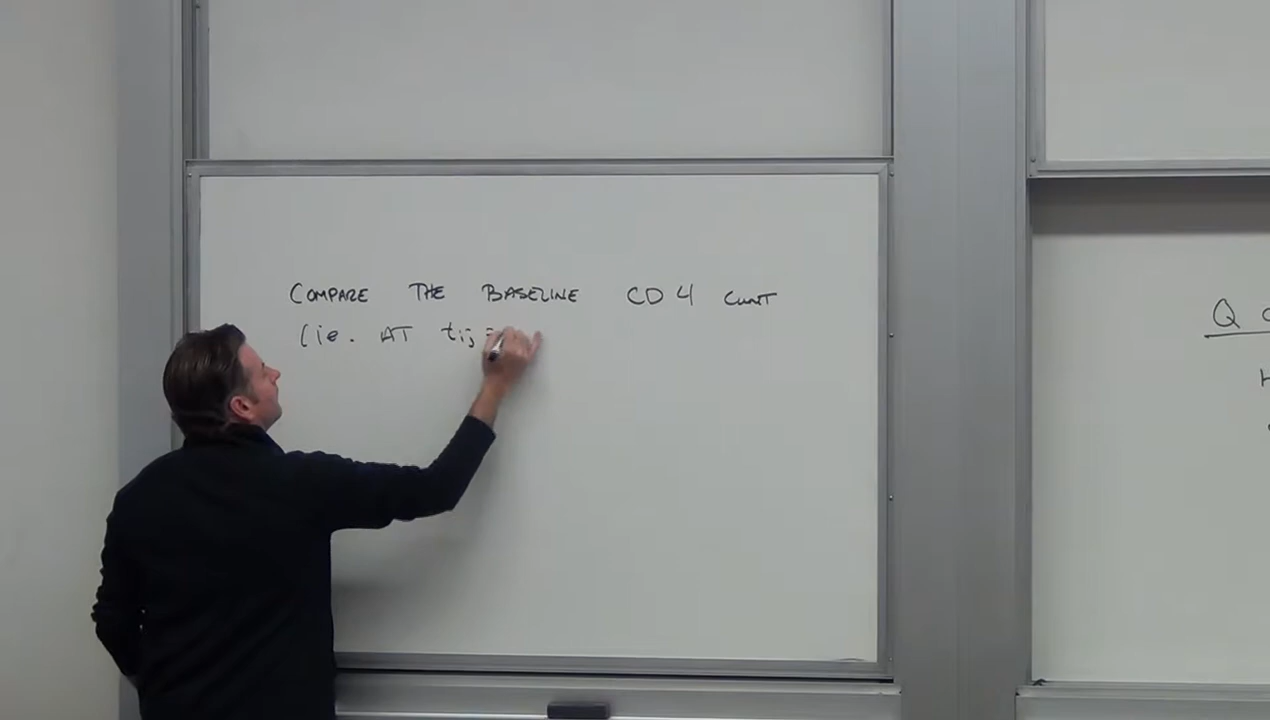 COMPARE THE BASELINE CD4 COUNT
(ie. AT tij =
Q
H